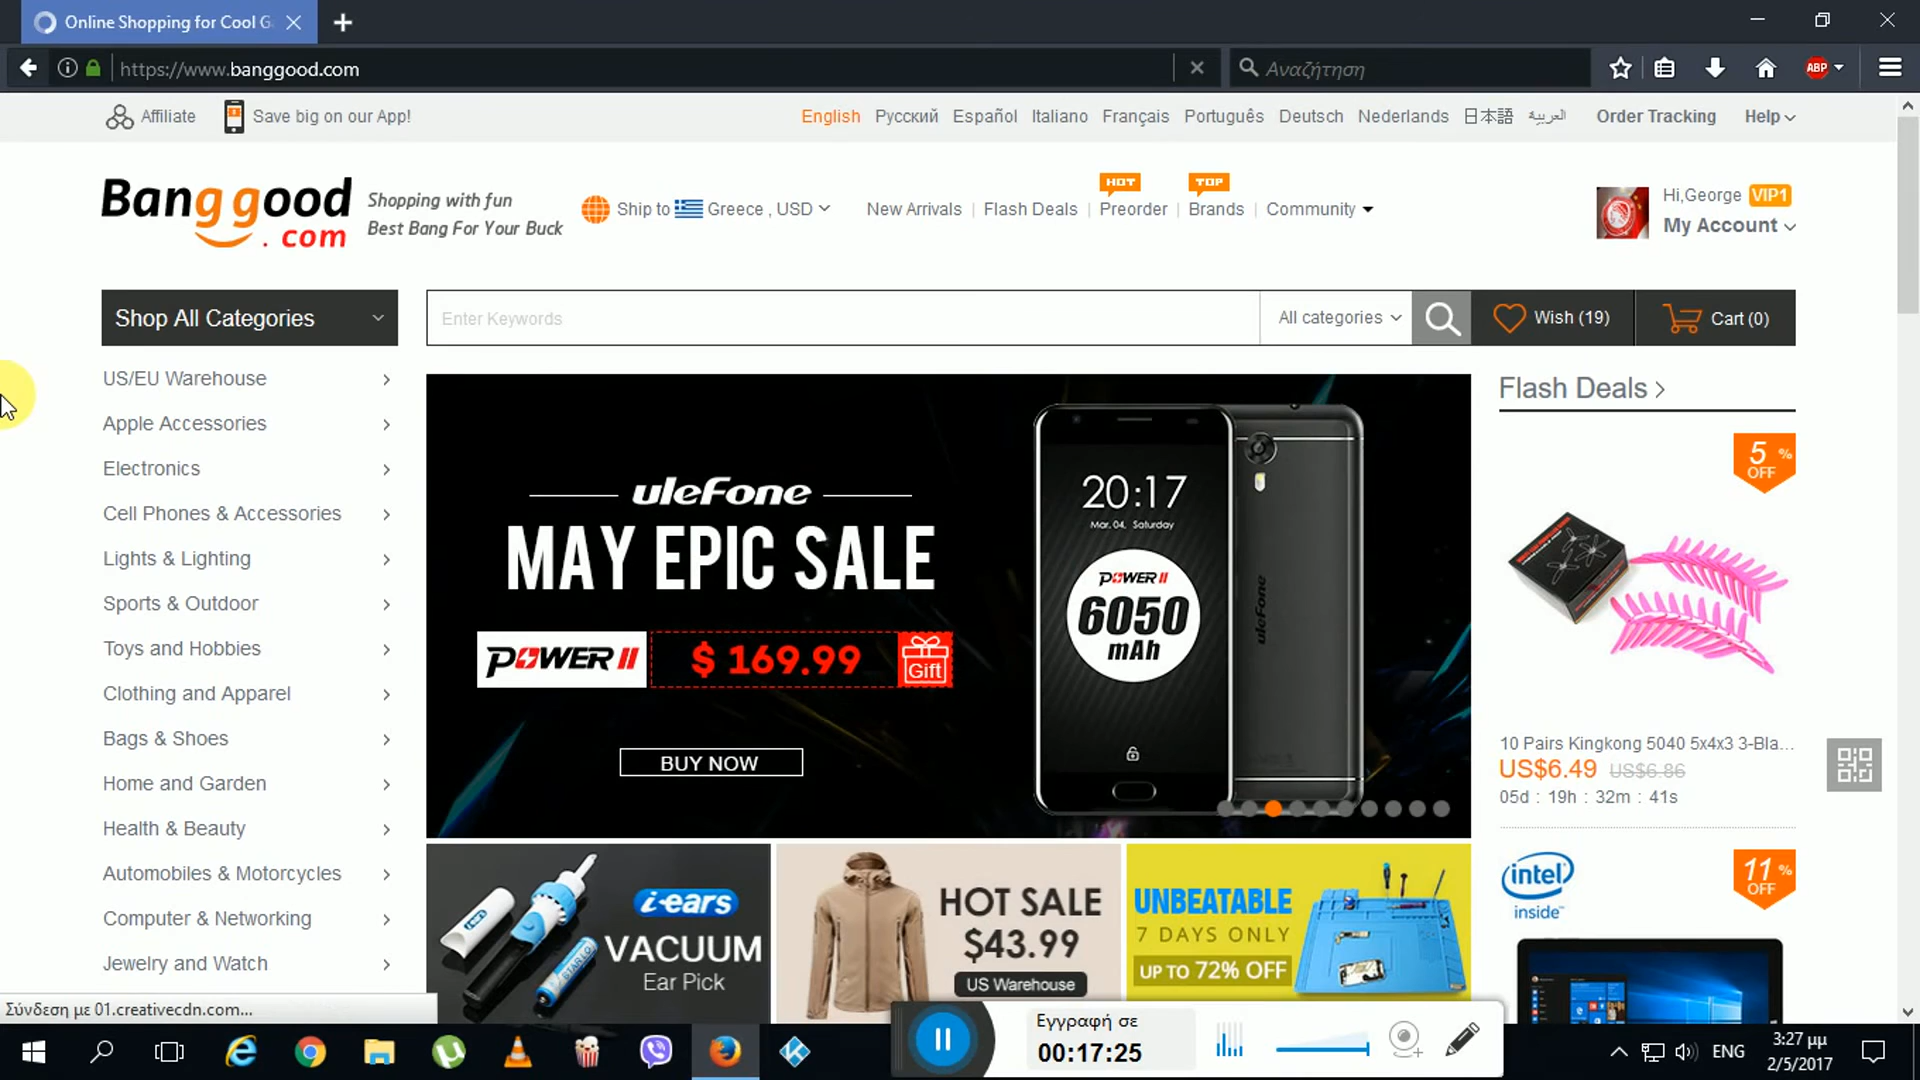 Online Shopping for Cool G
https://www.banggood.com
Αναζήτηση
ABP
Affiliate
Save big on our App!
English Русский Español Italiano Français Português Deutsch Nederlands 日本語 العربية
Order Tracking
Help
Banggood
.com
Shopping with fun
Best Bang For Your Buck
Ship to Greece , USD
New Arrivals
Flash Deals
HOT
Preorder
TOP
Brands
Community
Hi,George VIP1
My Account
Shop All Categories
Enter Keywords
All categories
Wish (19)
Cart (0)
US/EU Warehouse
Apple Accessories
Electronics
Cell Phones & Accessories
Lights & Lighting
Sports & Outdoor
Toys and Hobbies
Clothing and Apparel
Bags & Shoes
Home and Garden
Health & Beauty
Automobiles & Motorcycles
Computer & Networking
Jewelry and Watch
uleFone
MAY EPIC SALE
POWER II
$ 169.99
Gift
BUY NOW
20:17
Mar. 04. Saturday
POWER II
6050
mAh
uleFone
Flash Deals
5 %
OFF
10 Pairs Kingkong 5040 5x4x3 3-Bla...
US$6.49 US$6.86
05d : 19h : 32m : 41s
11 %
OFF
intel
inside
i-ears
VACUUM
Ear Pick
HOT SALE
$43.99
US Warehouse
UNBEATABLE
7 DAYS ONLY
UP TO 72% OFF
Σύνδεση με 01.creativecdn.com...
Εγγραφή σε
00:17:25
ENG
3:27 μμ
2/5/2017